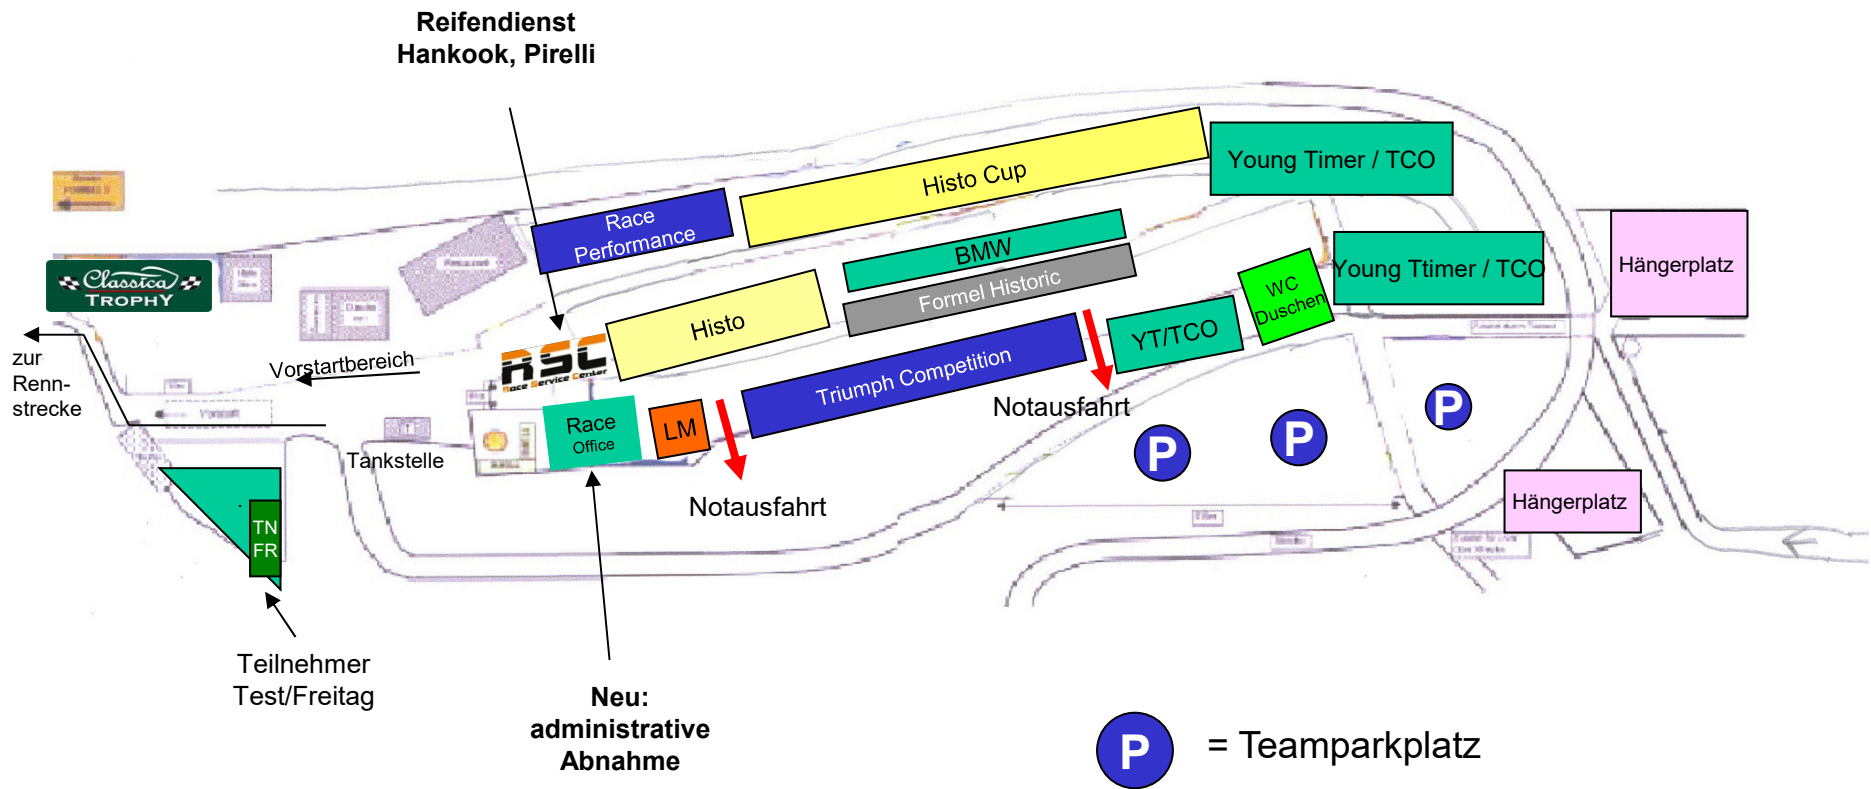 Reifendienst
Hankook, Pirelli
Histo Cup
Young Timer / TCO
Race
Performance
BMW
Formel Historic
Young Ttimer / TCO
Hängerplatz
WC
Duschen
Classica
TROPHY
Histo
YT/TCO
RSC
Race Service Center
Triumph Competition
zur
Renn-
strecke
Vorstartbereich
Notausfahrt
P
P
P
Race
Office
LM
Tankstelle
Notausfahrt
Hängerplatz
TN
FR
Teilnehmer
Test/Freitag
Neu:
administrative
Abnahme
P
= Teamparkplatz